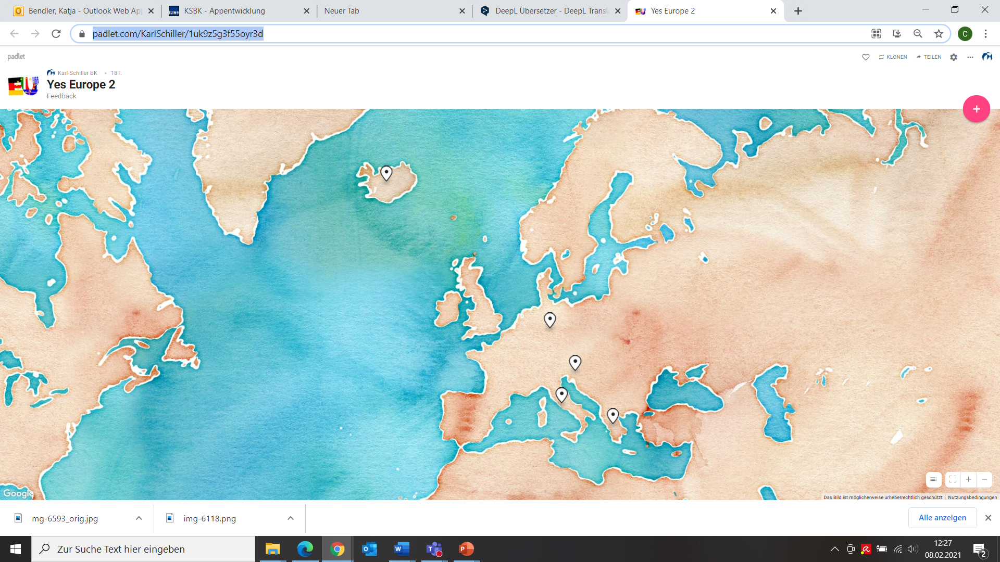 Bendler, Katja - Outlook Web App
KSBK - Appentwicklung
Neuer Tab
DeepL Übersetzer - DeepL Transl
Yes Europe 2
padlet.com/KarlSchiller/1uk9z5g3f55oyr3d
C
padlet
KLONEN
TEILEN
Karl-Schiller BK • 18T.
Yes Europe 2
Feedback
Google
Das Bild ist möglicherweise urheberrechtlich geschützt
Nutzungsbedingungen
mg-6593_orig.jpg
img-6118.png
Alle anzeigen
Zur Suche Text hier eingeben
12:27
08.02.2021
2